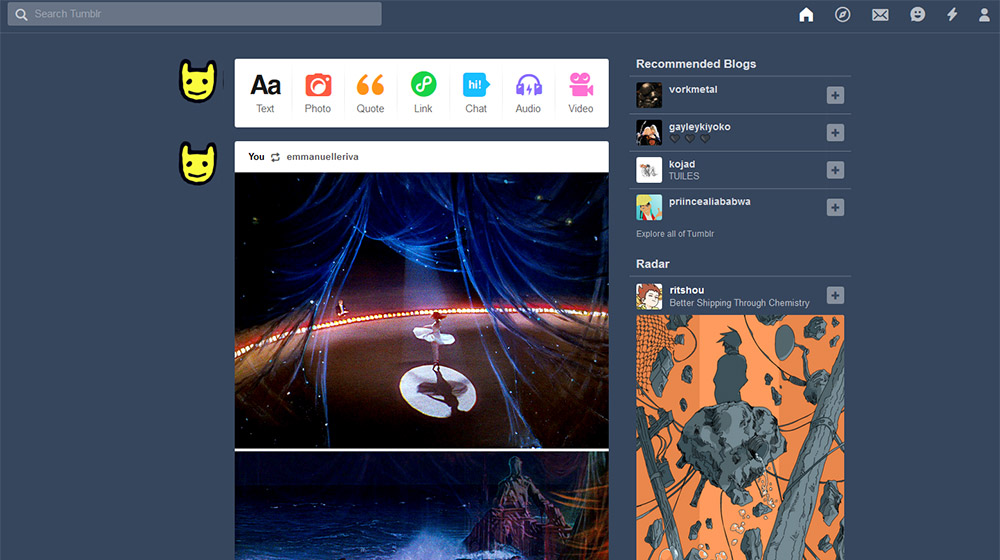 Search Tumblr
Aa
hi!
Text
Photo
Quote
Link
Chat
Audio
Video
You emmanuelleriva
Recommended Blogs
vorkmetal
gayleykiyoko
kojad
TUILES
priincealiababwa
Explore all of Tumblr
Radar
ritshou
Better Shipping Through Chemistry